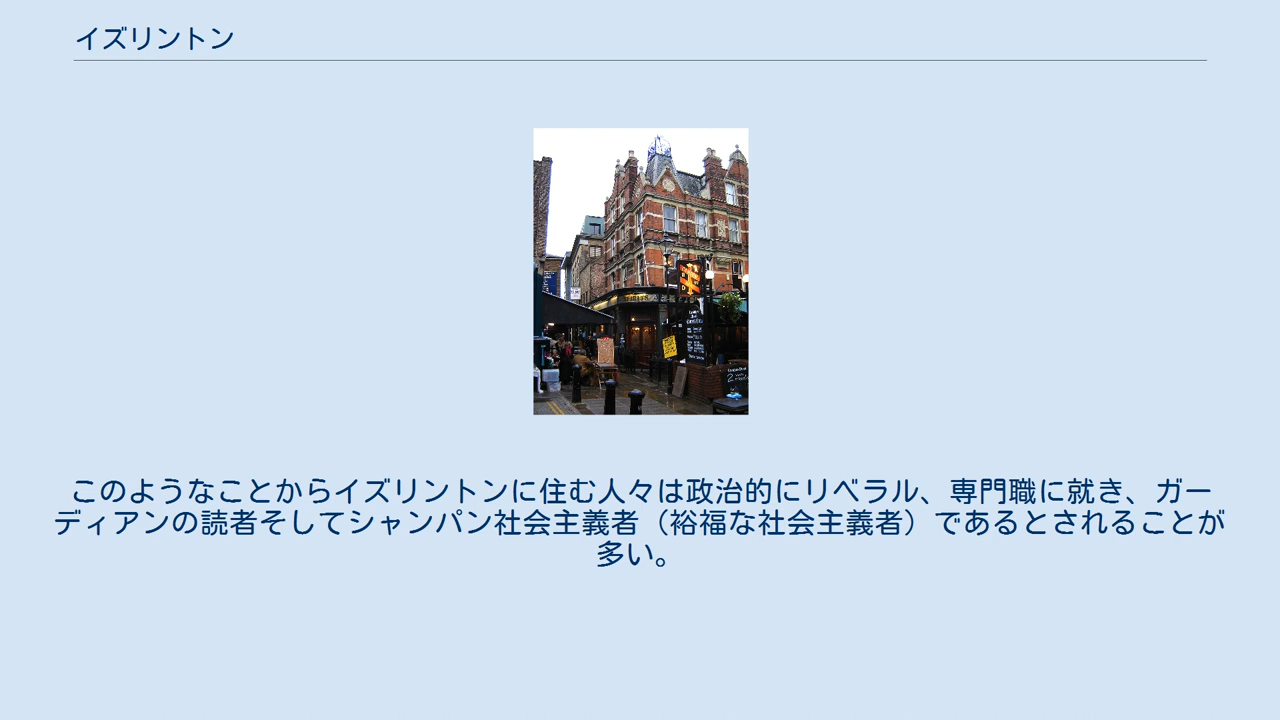 イズリントン
このようなことからイズリントンに住む人々は政治的にリベラル、専門職に就き、ガー
ディアンの読者そしてシャンパン社会主義者（裕福な社会主義者）であるとされることが
多い。